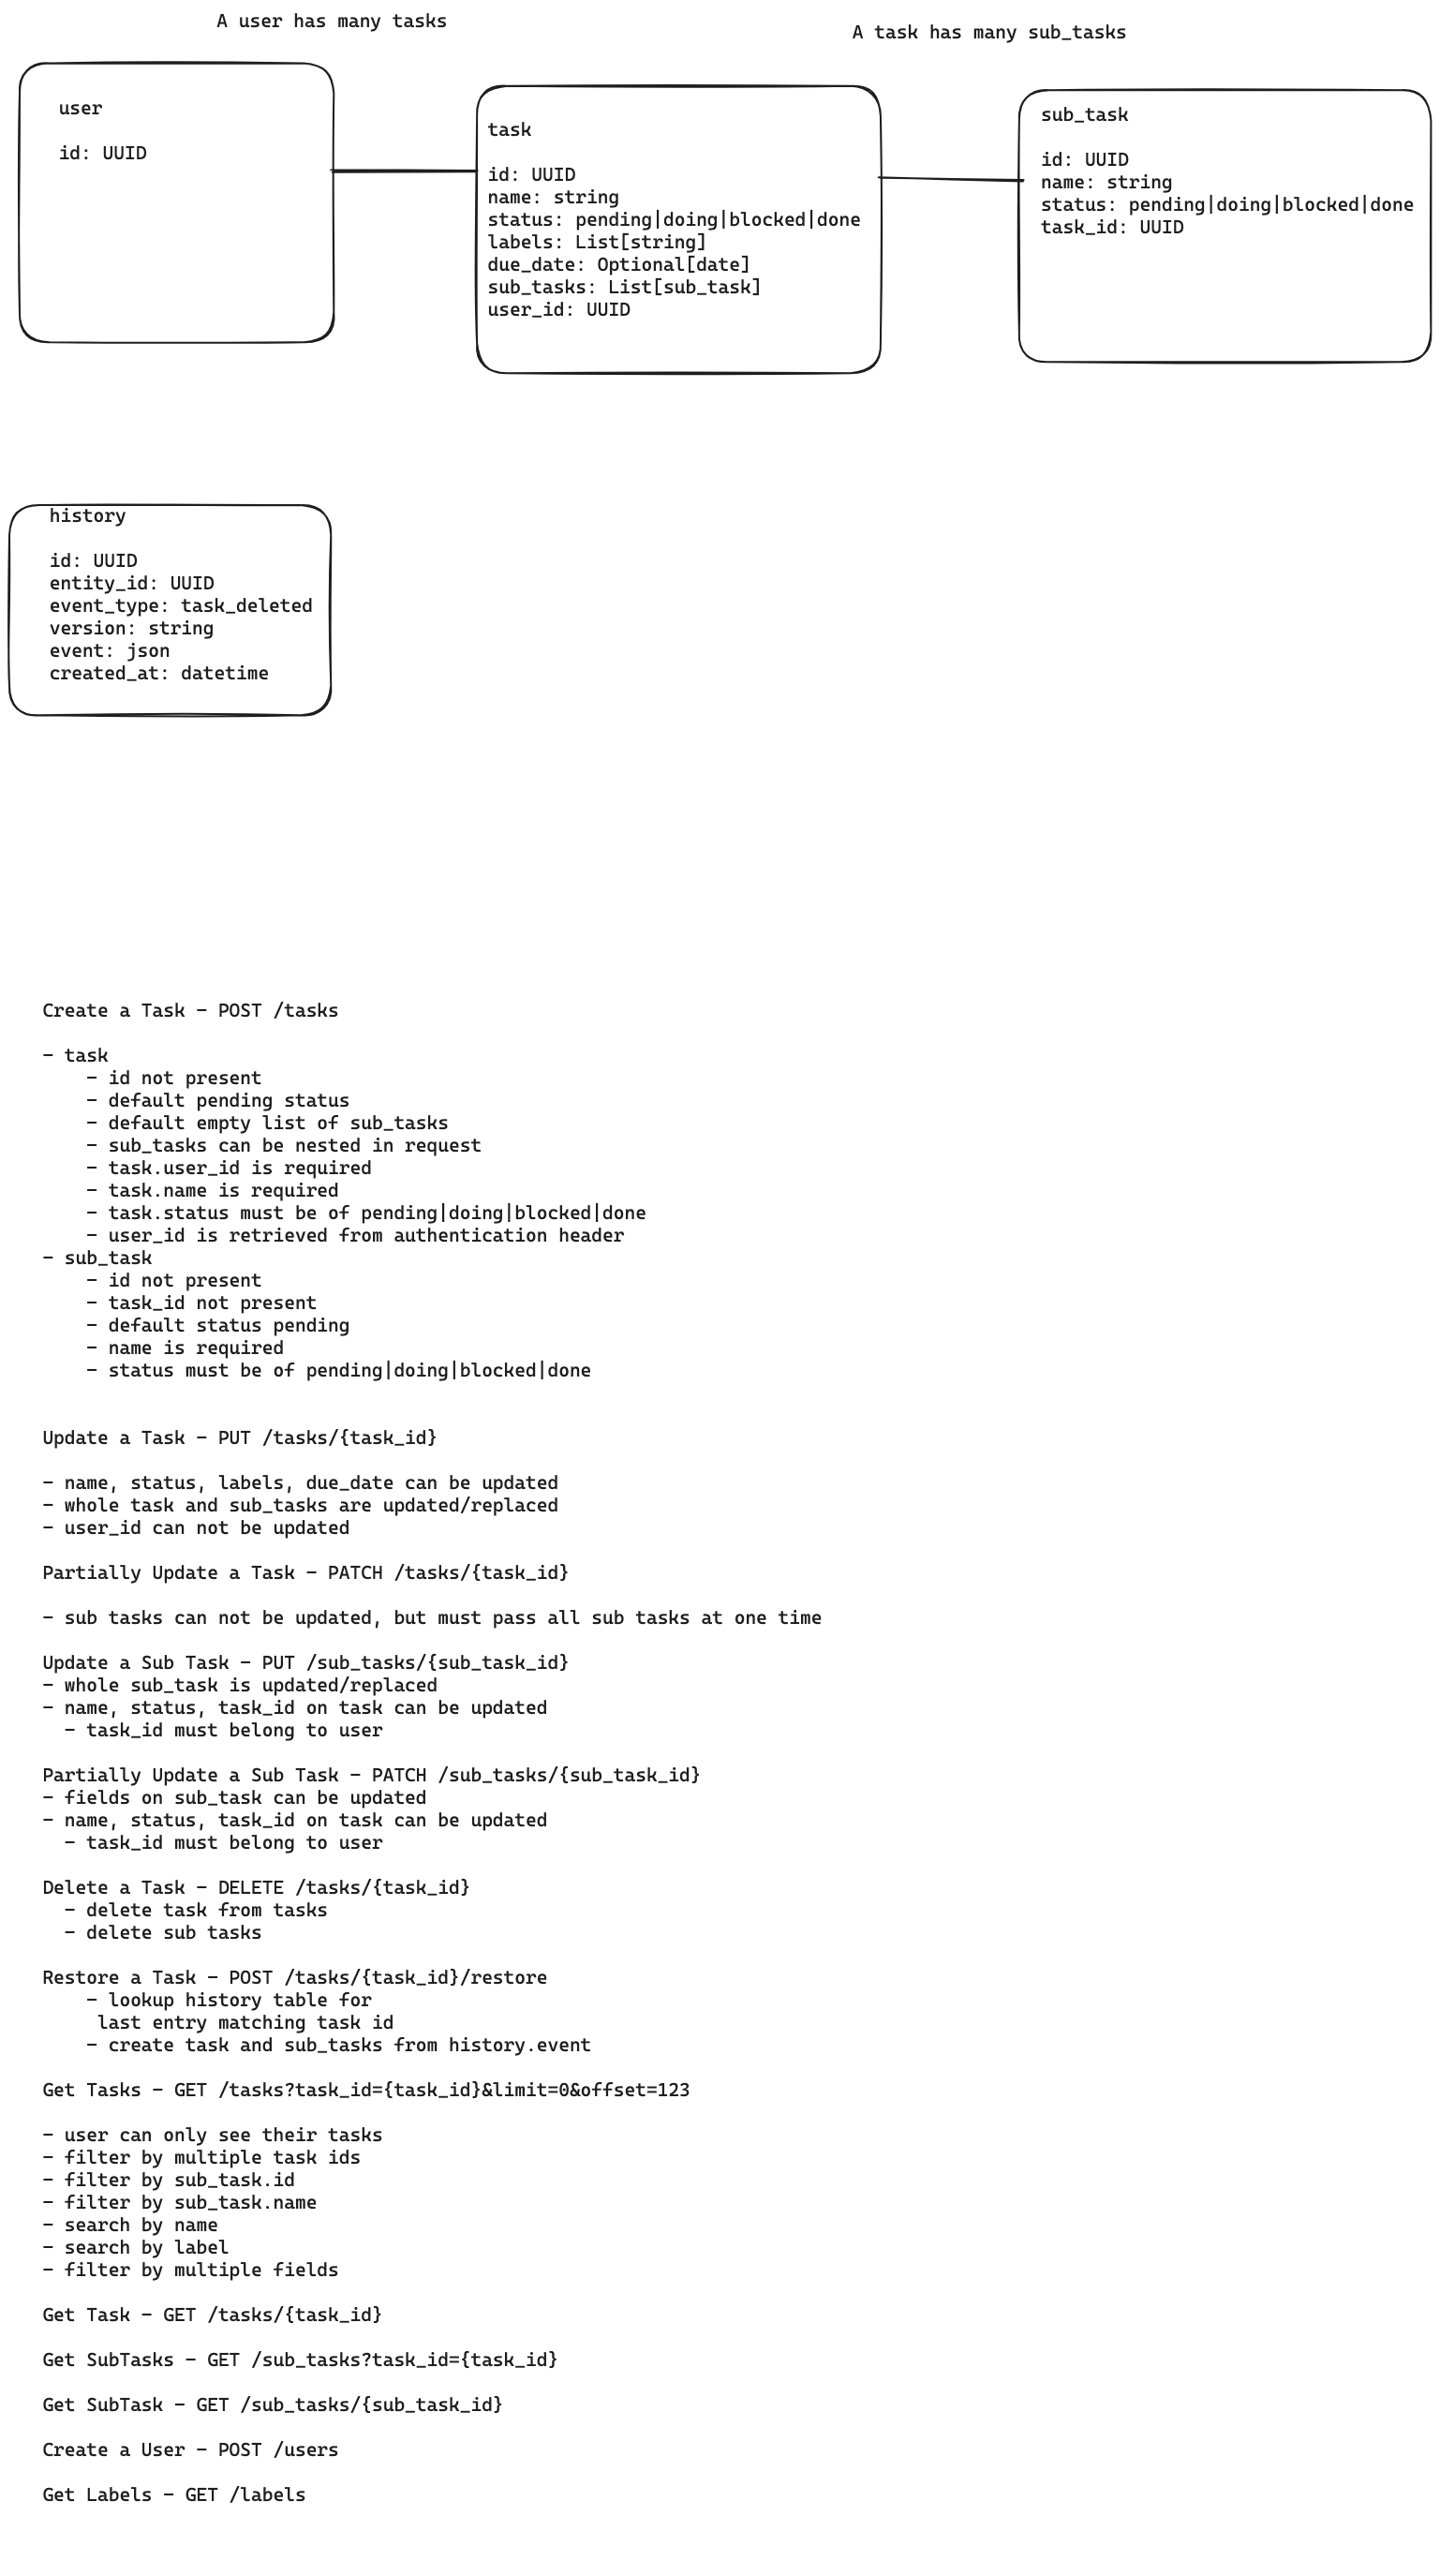 A user has many tasks
A task has many sub_tasks
user
id: UUID
task
id: UUID
name: string
status: pending|doing|blocked|done
labels: List[string]
due_date: Optional[date]
sub_tasks: List[sub_task]
user_id: UUID
sub_task
id: UUID
name: string
status: pending|doing|blocked|done
task_id: UUID
history
id: UUID
entity_id: UUID
event_type: task_deleted
version: string
event: json
created_at: datetime
Create a Task - POST /tasks
- task
- id not present
- default pending status
- default empty list of sub_tasks
- sub_tasks can be nested in request
- task.user_id is required
- task.name is required
- task.status must be of pending|doing|blocked|done
- user_id is retrieved from authentication header
- sub_task
- id not present
- task_id not present
- default status pending
- name is required
- status must be of pending|doing|blocked|done
Update a Task - PUT /tasks/{task_id}
- name, status, labels, due_date can be updated
- whole task and sub_tasks are updated/replaced
- user_id can not be updated
Partially Update a Task - PATCH /tasks/{task_id}
- sub tasks can not be updated, but must pass all sub tasks at one time
Update a Sub Task - PUT /sub_tasks/{sub_task_id}
- whole sub_task is updated/replaced
- name, status, task_id on task can be updated
- task_id must belong to user
Partially Update a Sub Task - PATCH /sub_tasks/{sub_task_id}
- fields on sub_task can be updated
- name, status, task_id on task can be updated
- task_id must belong to user
Delete a Task - DELETE /tasks/{task_id}
- delete task from tasks
- delete sub tasks
Restore a Task - POST /tasks/{task_id}/restore
- lookup history table for
last entry matching task id
- create task and sub_tasks from history.event
Get Tasks - GET /tasks?task_id={task_id}&limit=0&offset=123
- user can only see their tasks
- filter by multiple task ids
- filter by sub_task.id
- filter by sub_task.name
- search by name
- search by label
- filter by multiple fields
Get Task - GET /tasks/{task_id}
Get SubTasks - GET /sub_tasks?task_id={task_id}
Get SubTask - GET /sub_tasks/{sub_task_id}
Create a User - POST /users
Get Labels - GET /labels